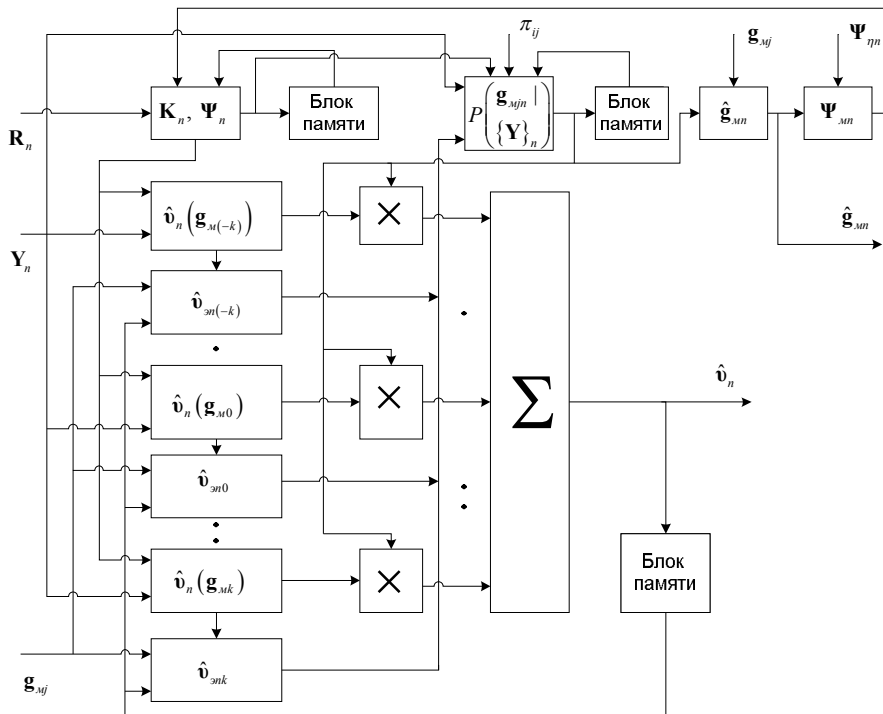 π_ij
g_мj
Ψ_ηn
K_n, Ψ_n
Блок
памяти
P(g_мjn | {Y}_n)
Блок
памяти
ĝ_мn
Ψ_мn
R_n
υ̂_n(g_м(-k))
×
ĝ_мn
Y_n
υ̂_эn(-k)
υ̂_n(g_м0)
×
Σ
υ̂_n
υ̂_эn0
υ̂_n(g_мk)
×
Блок
памяти
υ̂_эnk
g_мj